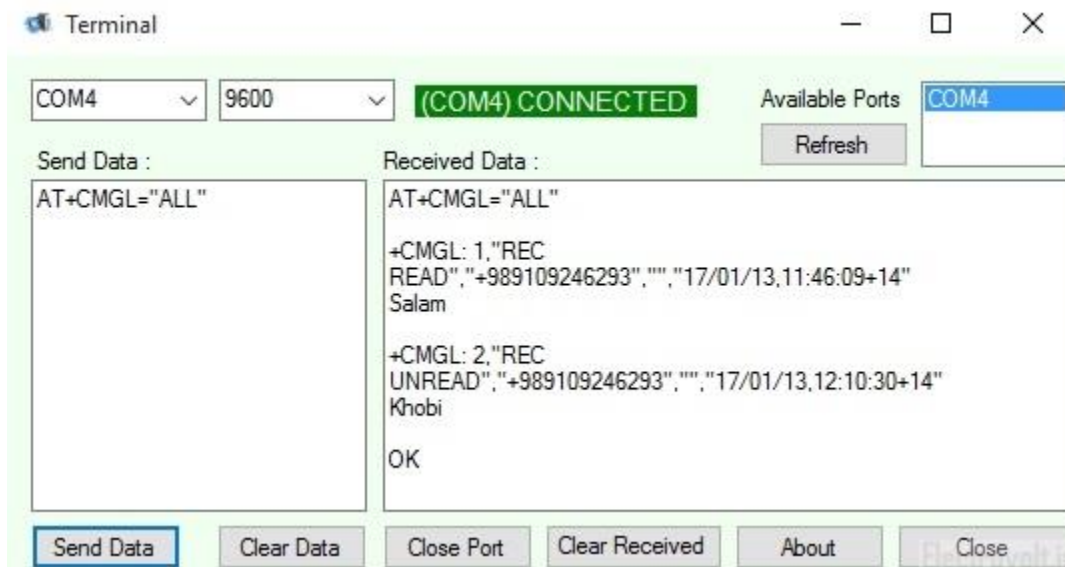 Terminal
COM4
9600
(COM4) CONNECTED
Available Ports
COM4
Refresh
Send Data :
Received Data :
AT+CMGL="ALL"
AT+CMGL="ALL"
+CMGL: 1,"REC
READ","+989109246293","","17/01/13,11:46:09+14"
Salam
+CMGL: 2,"REC
UNREAD","+989109246293","","17/01/13,12:10:30+14"
Khobi
OK
Send Data
Clear Data
Close Port
Clear Received
About
Close